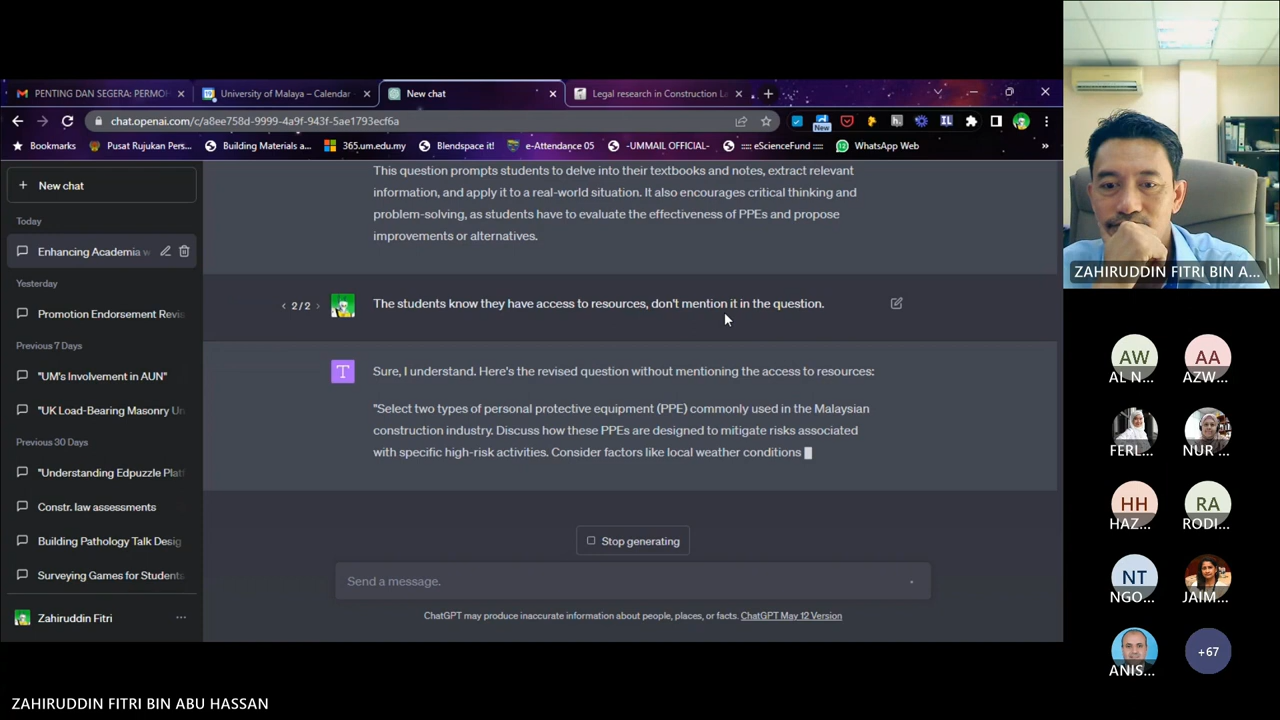 PENTING DAN SEGERA: PERMO
University of Malaya – Calendar
New chat
Legal research in Construction La
chat.openai.com/c/a8ee758d-9999-4a9f-943f-5ae1793ecf6a
New
Bookmarks
Pusat Rujukan Pers...
Building Materials a...
365.um.edu.my
Blendspace it!
e-Attendance 05
-UMMAIL OFFICIAL-
::::: eScienceFund ::::
WhatsApp Web
»
+ New chat
Today
Enhancing Academia w
Yesterday
Promotion Endorsement Revis
Previous 7 Days
"UM's Involvement in AUN"
"UK Load-Bearing Masonry Un
Previous 30 Days
"Understanding Edpuzzle Platf
Constr. law assessments
Building Pathology Talk Desig
Surveying Games for Students
Zahiruddin Fitri
...
This question prompts students to delve into their textbooks and notes, extract relevant
information, and apply it to a real-world situation. It also encourages critical thinking and
problem-solving, as students have to evaluate the effectiveness of PPEs and propose
improvements or alternatives.
< 2/2 >
The students know they have access to resources, don't mention it in the question.
T
Sure, I understand. Here's the revised question without mentioning the access to resources:
"Select two types of personal protective equipment (PPE) commonly used in the Malaysian
construction industry. Discuss how these PPEs are designed to mitigate risks associated
with specific high-risk activities. Consider factors like local weather conditions
Stop generating
Send a message.
ChatGPT may produce inaccurate information about people, places, or facts. ChatGPT May 12 Version
ZAHIRUDDIN FITRI BIN A...
AW
AL N...
AA
AZW...
FERL...
NUR ...
HH
HAZ...
RA
RODI...
NT
NGO...
JAIM...
ANIS...
+67
ZAHIRUDDIN FITRI BIN ABU HASSAN